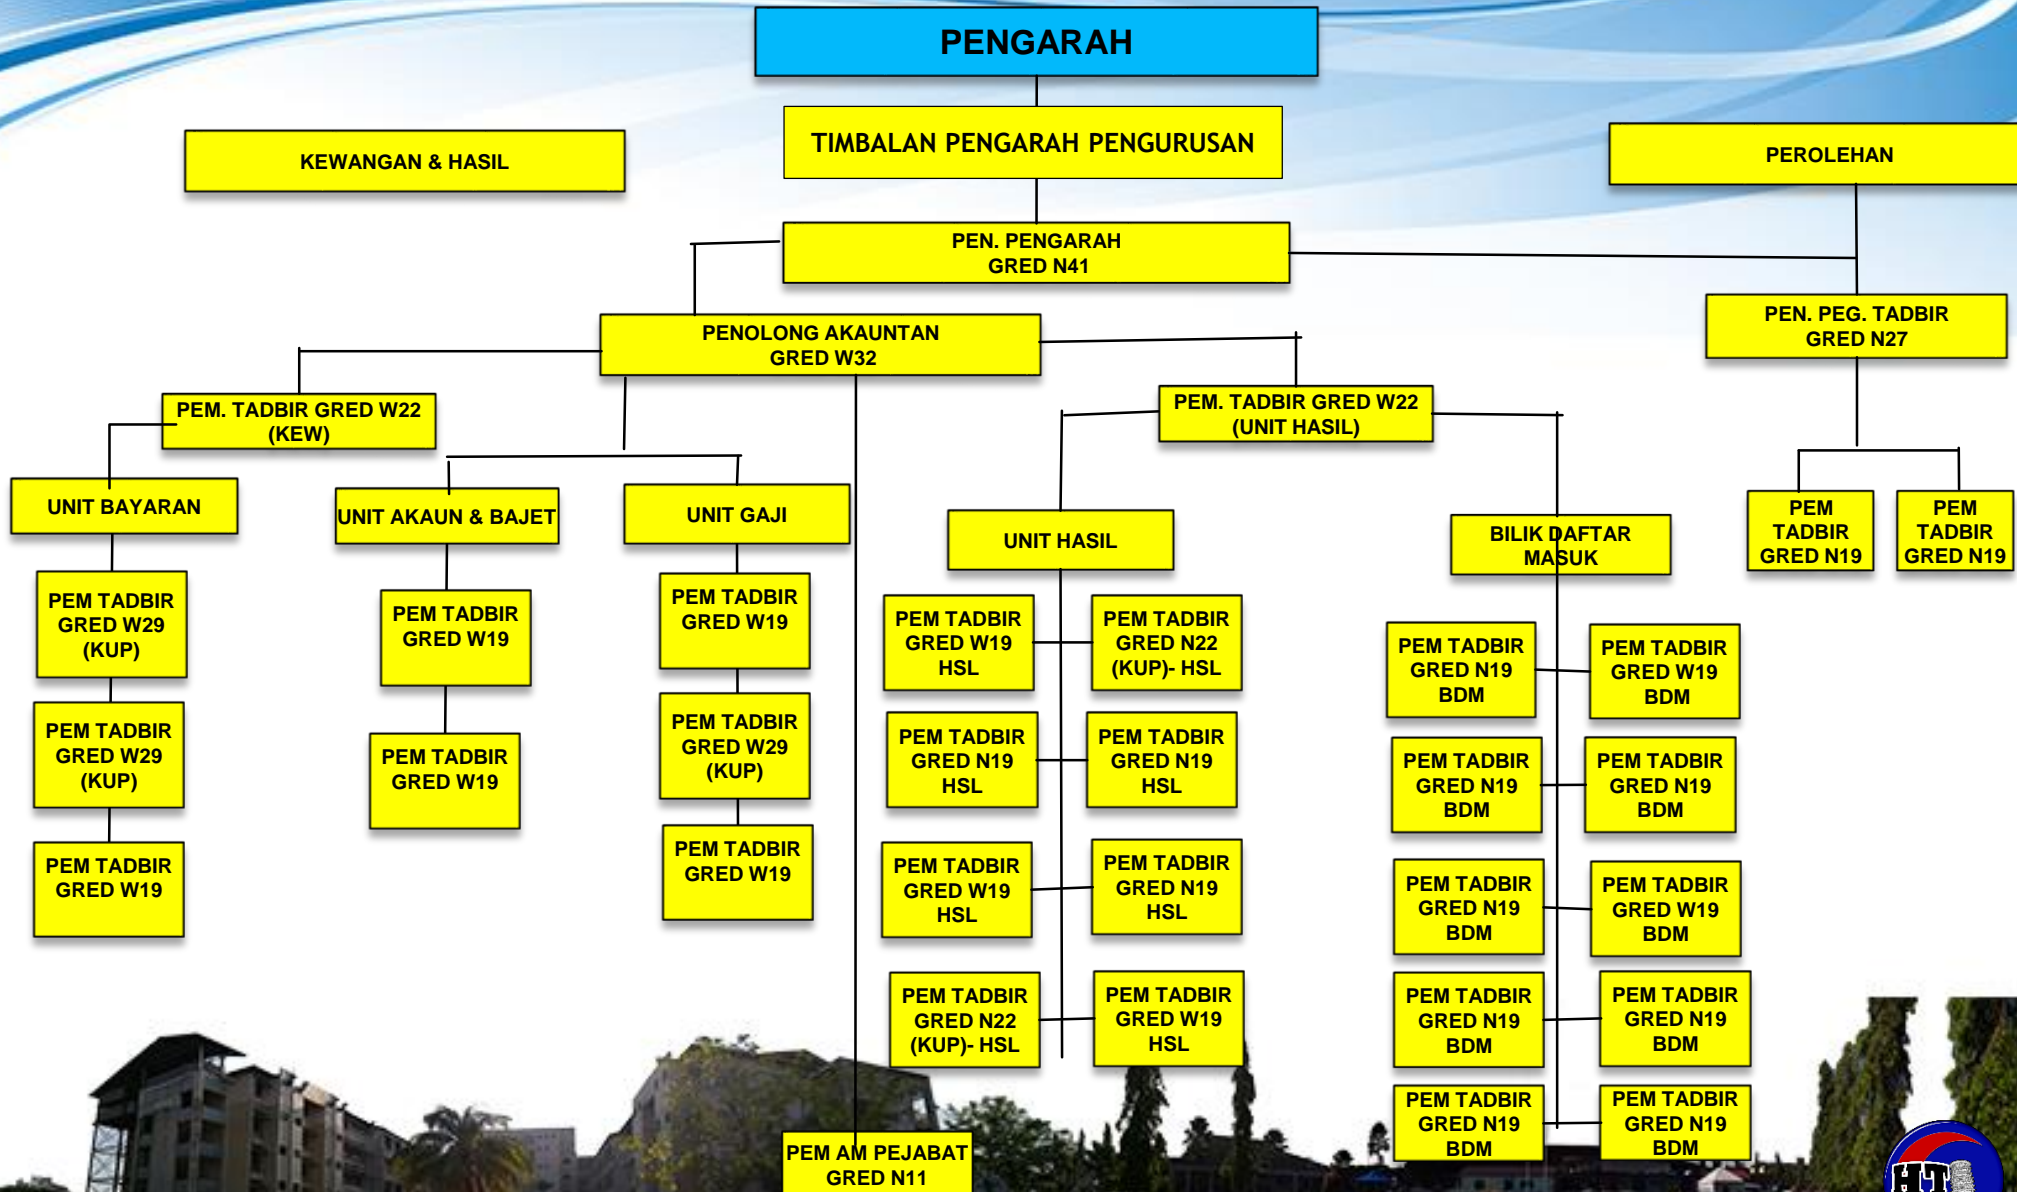 PENGARAH
TIMBALAN PENGARAH PENGURUSAN
KEWANGAN & HASIL
PEROLEHAN
PEN. PENGARAH
GRED N41
PEN. PEG. TADBIR
GRED N27
PENOLONG AKAUNTAN
GRED W32
PEM. TADBIR GRED W22
(KEW)
PEM. TADBIR GRED W22
(UNIT HASIL)
UNIT BAYARAN
UNIT AKAUN & BAJET
UNIT GAJI
UNIT HASIL
BILIK DAFTAR
MASUK
PEM
TADBIR
GRED N19
PEM
TADBIR
GRED N19
PEM TADBIR
GRED W29
(KUP)
PEM TADBIR
GRED W29
(KUP)
PEM TADBIR
GRED W19
PEM TADBIR
GRED W19
PEM TADBIR
GRED W19
PEM TADBIR
GRED W19
PEM TADBIR
GRED W29
(KUP)
PEM TADBIR
GRED W19
PEM TADBIR
GRED W19
HSL
PEM TADBIR
GRED N22
(KUP)- HSL
PEM TADBIR
GRED N19
HSL
PEM TADBIR
GRED N19
HSL
PEM TADBIR
GRED W19
HSL
PEM TADBIR
GRED N19
HSL
PEM TADBIR
GRED N22
(KUP)- HSL
PEM TADBIR
GRED W19
HSL
PEM TADBIR
GRED N19
BDM
PEM TADBIR
GRED W19
BDM
PEM TADBIR
GRED N19
BDM
PEM TADBIR
GRED N19
BDM
PEM TADBIR
GRED N19
BDM
PEM TADBIR
GRED W19
BDM
PEM TADBIR
GRED N19
BDM
PEM TADBIR
GRED N19
BDM
PEM TADBIR
GRED N19
BDM
PEM TADBIR
GRED N19
BDM
PEM AM PEJABAT
GRED N11
HT